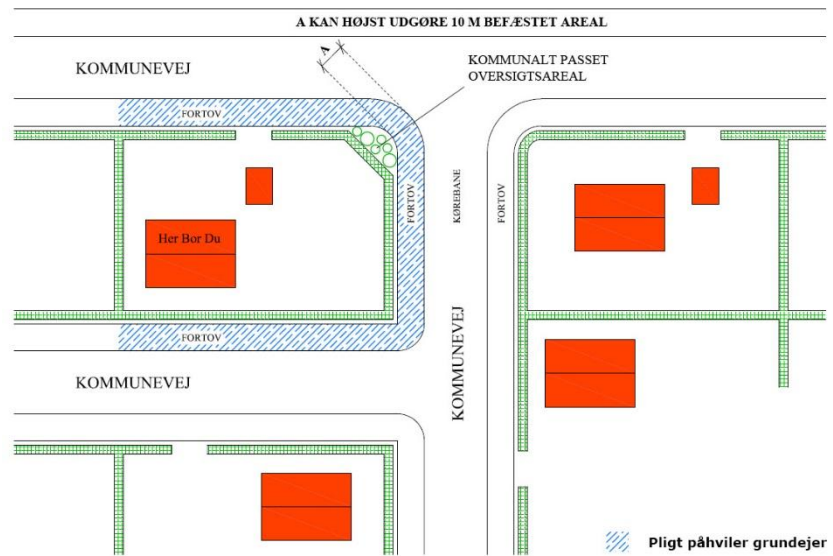 A KAN HØJST UDGØRE 10 M BEFÆSTET AREAL
KOMMUNEVEJ
A
KOMMUNALT PASSET
OVERSIGTSAREAL
FORTOV
FORTOV
KØREBANE
FORTOV
Her Bor Du
FORTOV
KOMMUNEVEJ
KOMMUNEVEJ
Pligt påhviler grundejer